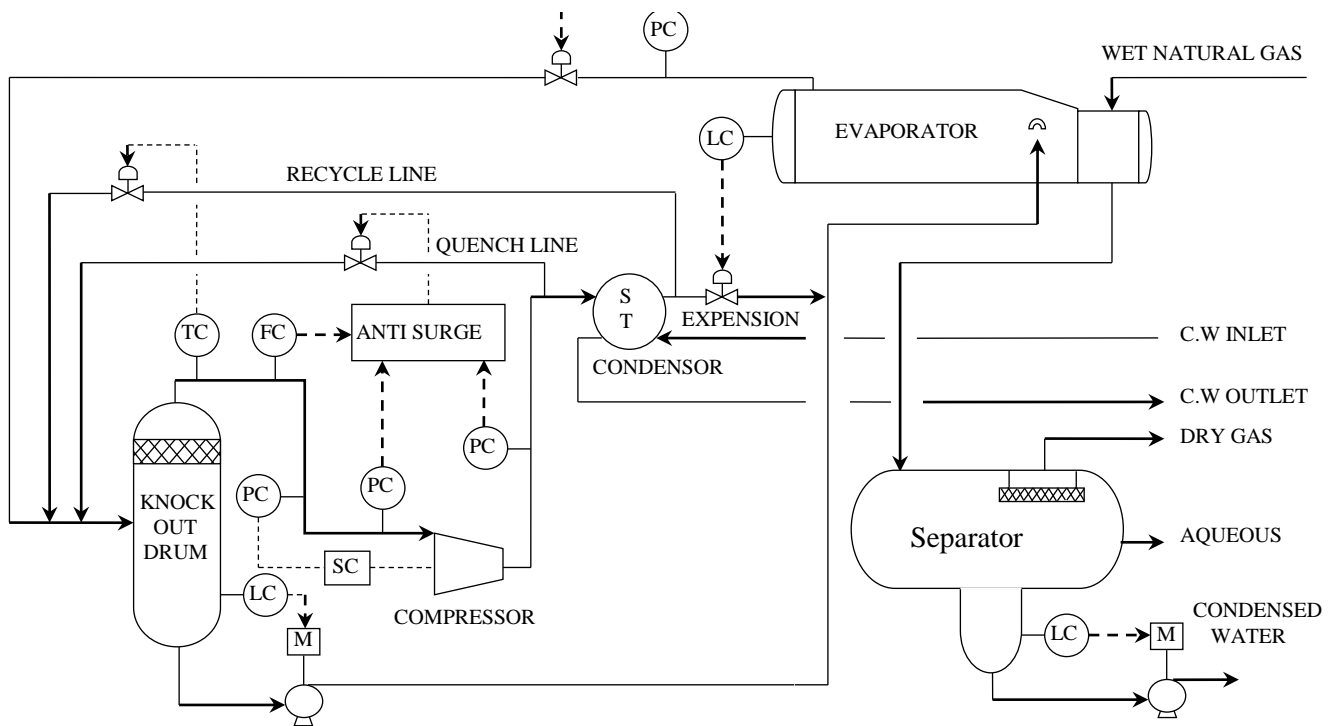 PC
WET NATURAL GAS
EVAPORATOR
LC
RECYCLE LINE
QUENCH LINE
S
T
EXPENSION
TC
FC
ANTI SURGE
C.W INLET
CONDENSOR
C.W OUTLET
DRY GAS
PC
PC
PC
KNOCK
OUT
DRUM
Separator
AQUEOUS
SC
LC
COMPRESSOR
M
LC
M
CONDENSED
WATER